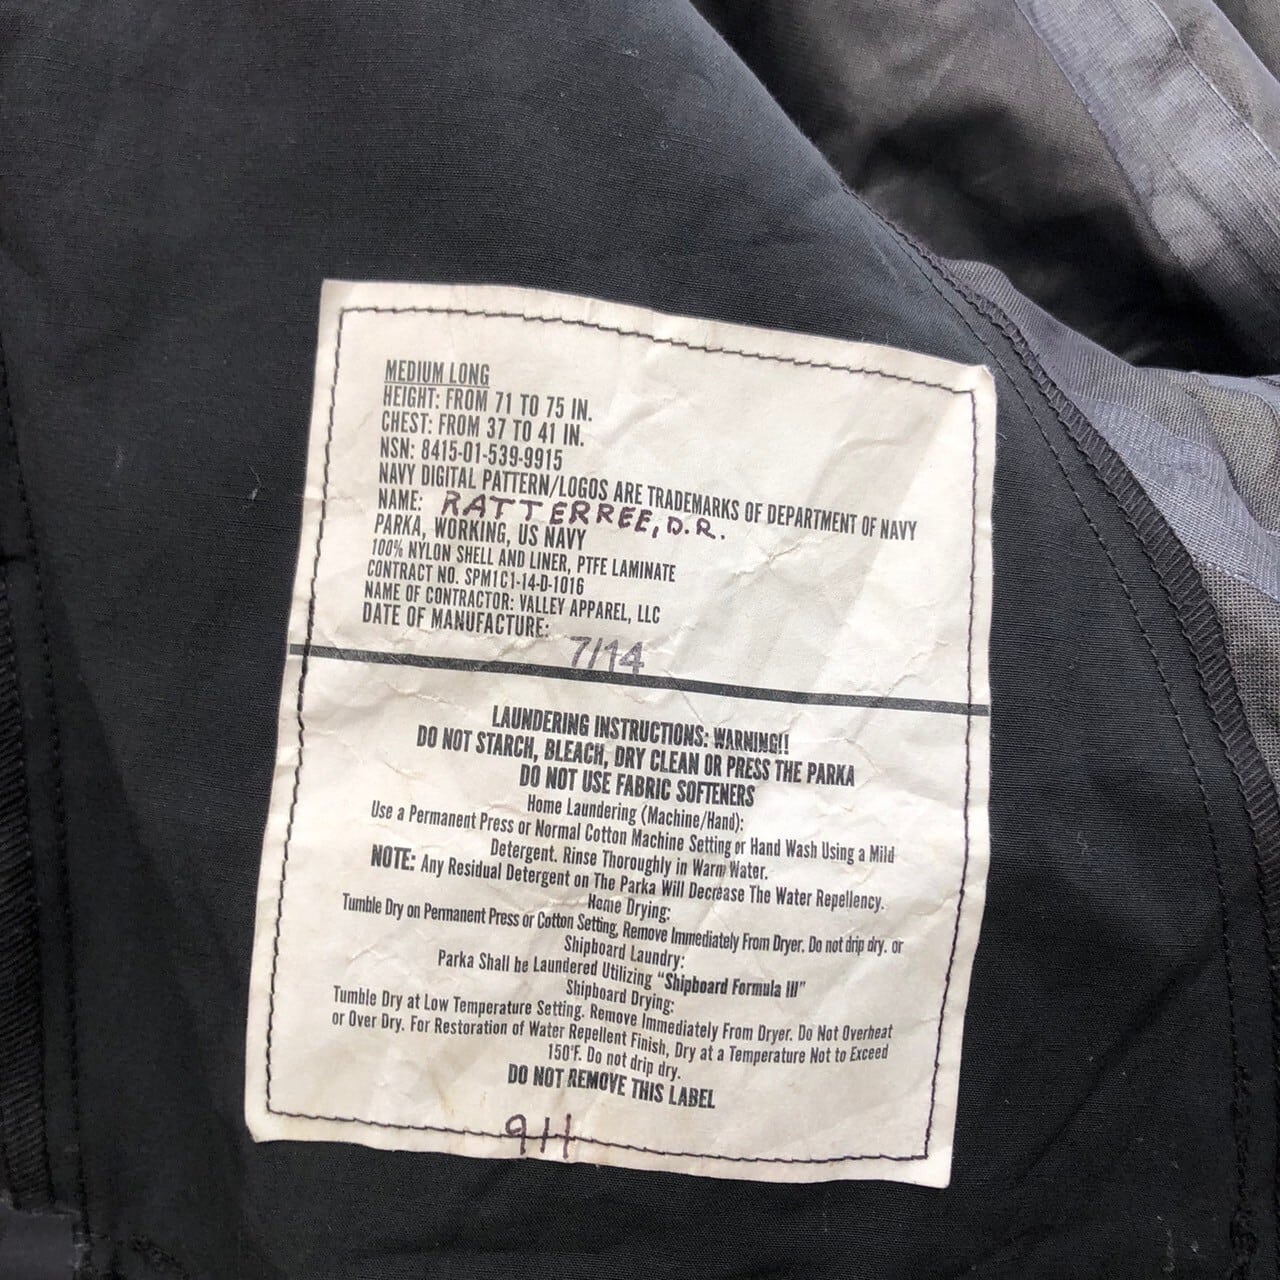 MEDIUM LONG
HEIGHT: FROM 71 TO 75 IN.
CHEST: FROM 37 TO 41 IN.
NSN: 8415-01-539-9915
NAVY DIGITAL PATTERN/LOGOS ARE TRADEMARKS OF DEPARTMENT OF NAVY
NAME: RATTERREE, D.R.
PARKA, WORKING, US NAVY
100% NYLON SHELL AND LINER, PTFE LAMINATE
CONTRACT NO. SPM1C1-14-D-1016
NAME OF CONTRACTOR: VALLEY APPAREL, LLC
DATE OF MANUFACTURE: 7/14
LAUNDERING INSTRUCTIONS: WARNING!!
DO NOT STARCH, BLEACH, DRY CLEAN OR PRESS THE PARKA
DO NOT USE FABRIC SOFTENERS
Home Laundering (Machine/Hand):
Use a Permanent Press or Normal Cotton Machine Setting or Hand Wash Using a Mild
Detergent. Rinse Thoroughly in Warm Water.
NOTE: Any Residual Detergent on The Parka Will Decrease The Water Repellency.
Home Drying:
Tumble Dry on Permanent Press or Cotton Setting, Remove Immediately From Dryer. Do not drip dry. or
Shipboard Laundry:
Parka Shall be Laundered Utilizing "Shipboard Formula III"
Shipboard Drying:
Tumble Dry at Low Temperature Setting. Remove Immediately From Dryer. Do Not Overheat
or Over Dry. For Restoration of Water Repellent Finish, Dry at a Temperature Not to Exceed
150°F. Do not drip dry.
DO NOT REMOVE THIS LABEL
911